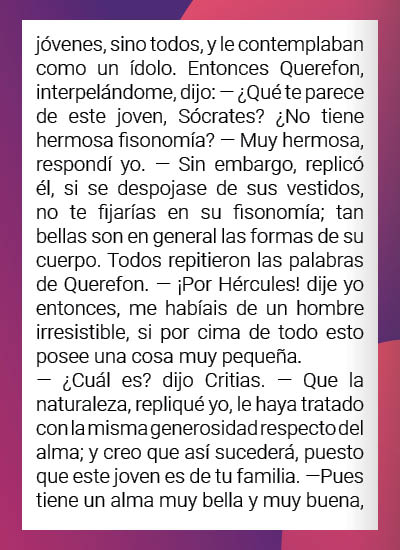 jóvenes, sino todos, y le contemplaban
como un ídolo. Entonces Querefon,
interpelándome, dijo: — ¿Qué te parece
de este joven, Sócrates? ¿No tiene
hermosa fisonomía? — Muy hermosa,
respondí yo. — Sin embargo, replicó
él, si se despojase de sus vestidos,
no te fijarías en su fisonomía; tan
bellas son en general las formas de su
cuerpo. Todos repitieron las palabras
de Querefon. — ¡Por Hércules! dije yo
entonces, me habíais de un hombre
irresistible, si por cima de todo esto
posee una cosa muy pequeña.
— ¿Cuál es? dijo Critias. — Que la
naturaleza, repliqué yo, le haya tratado
con la misma generosidad respecto del
alma; y creo que así sucederá, puesto
que este joven es de tu familia. —Pues
tiene un alma muy bella y muy buena,